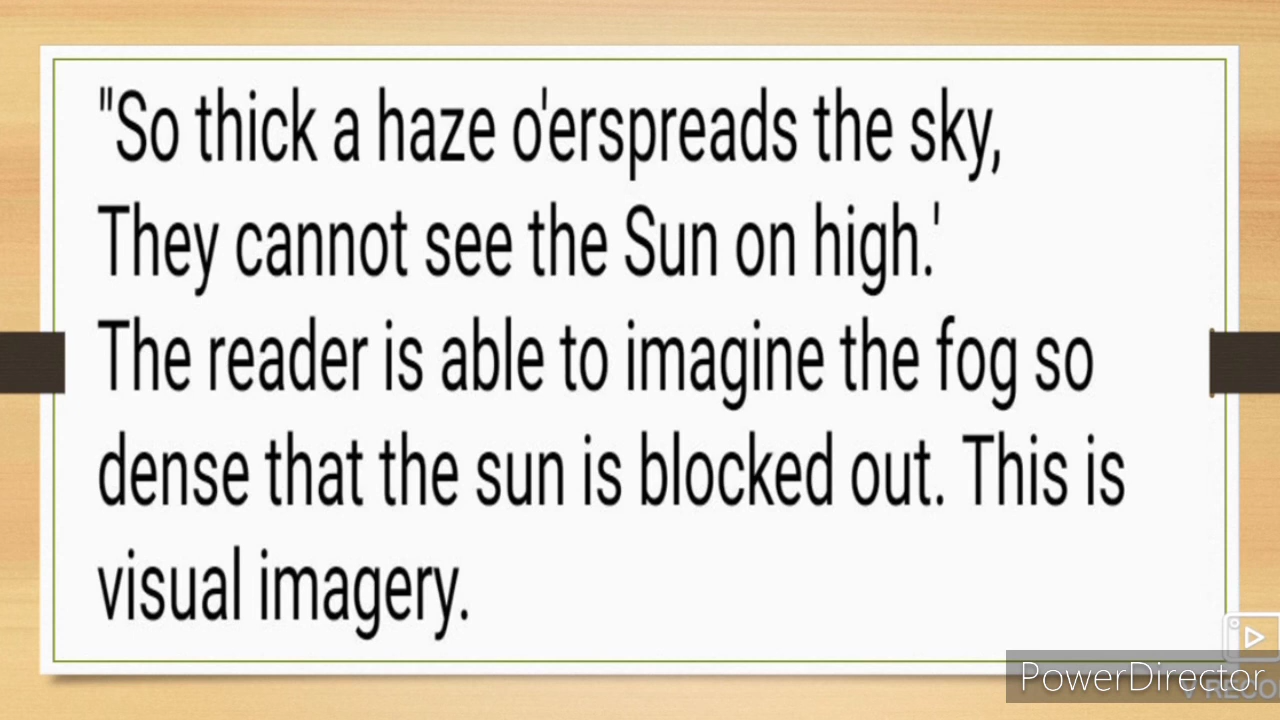 "So thick a haze o'erspreads the sky,
They cannot see the Sun on high.'
The reader is able to imagine the fog so
dense that the sun is blocked out. This is
visual imagery.
PowerDirector